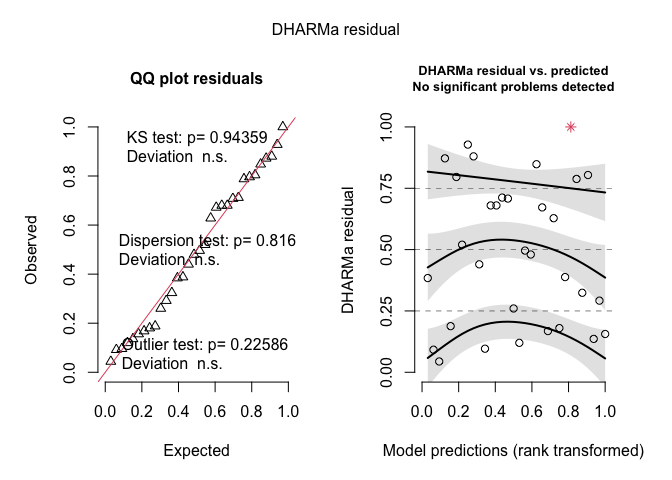 DHARMa residual
QQ plot residuals
KS test: p= 0.94359
Deviation n.s.
Dispersion test: p= 0.816
Deviation n.s.
Outlier test: p= 0.22586
Deviation n.s.
Observed
0.0 0.2 0.4 0.6 0.8 1.0
0.0 0.2 0.4 0.6 0.8 1.0
Expected
DHARMa residual vs. predicted
No significant problems detected
DHARMa residual
0.00 0.25 0.50 0.75 1.00
0.0 0.2 0.4 0.6 0.8 1.0
Model predictions (rank transformed)